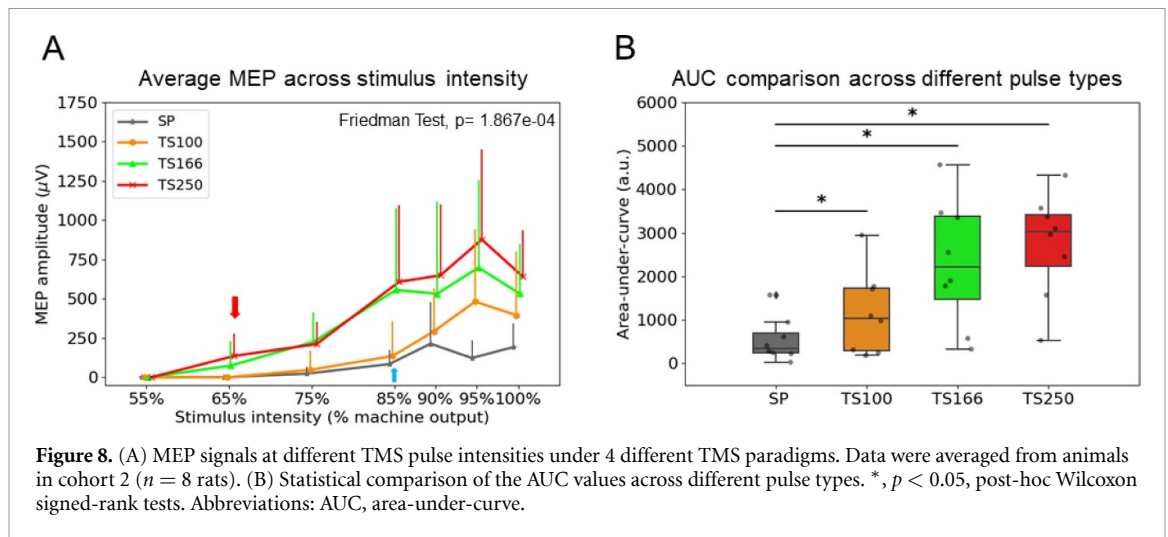 A
Average MEP across stimulus intensity
1750
1500
1250
1000
750
500
250
0
MEP amplitude (μV)
SP
TS100
TS166
TS250
Friedman Test, p= 1.867e-04
55% 65% 75% 85% 90% 95% 100%
Stimulus intensity (% machine output)
B
AUC comparison across different pulse types
6000
5000
4000
3000
2000
1000
0
Area-under-curve (a.u.)
*
*
*
SP TS100 TS166 TS250
Figure 8. (A) MEP signals at different TMS pulse intensities under 4 different TMS paradigms. Data were averaged from animals
in cohort 2 (n = 8 rats). (B) Statistical comparison of the AUC values across different pulse types. *, p < 0.05, post-hoc Wilcoxon
signed-rank tests. Abbreviations: AUC, area-under-curve.